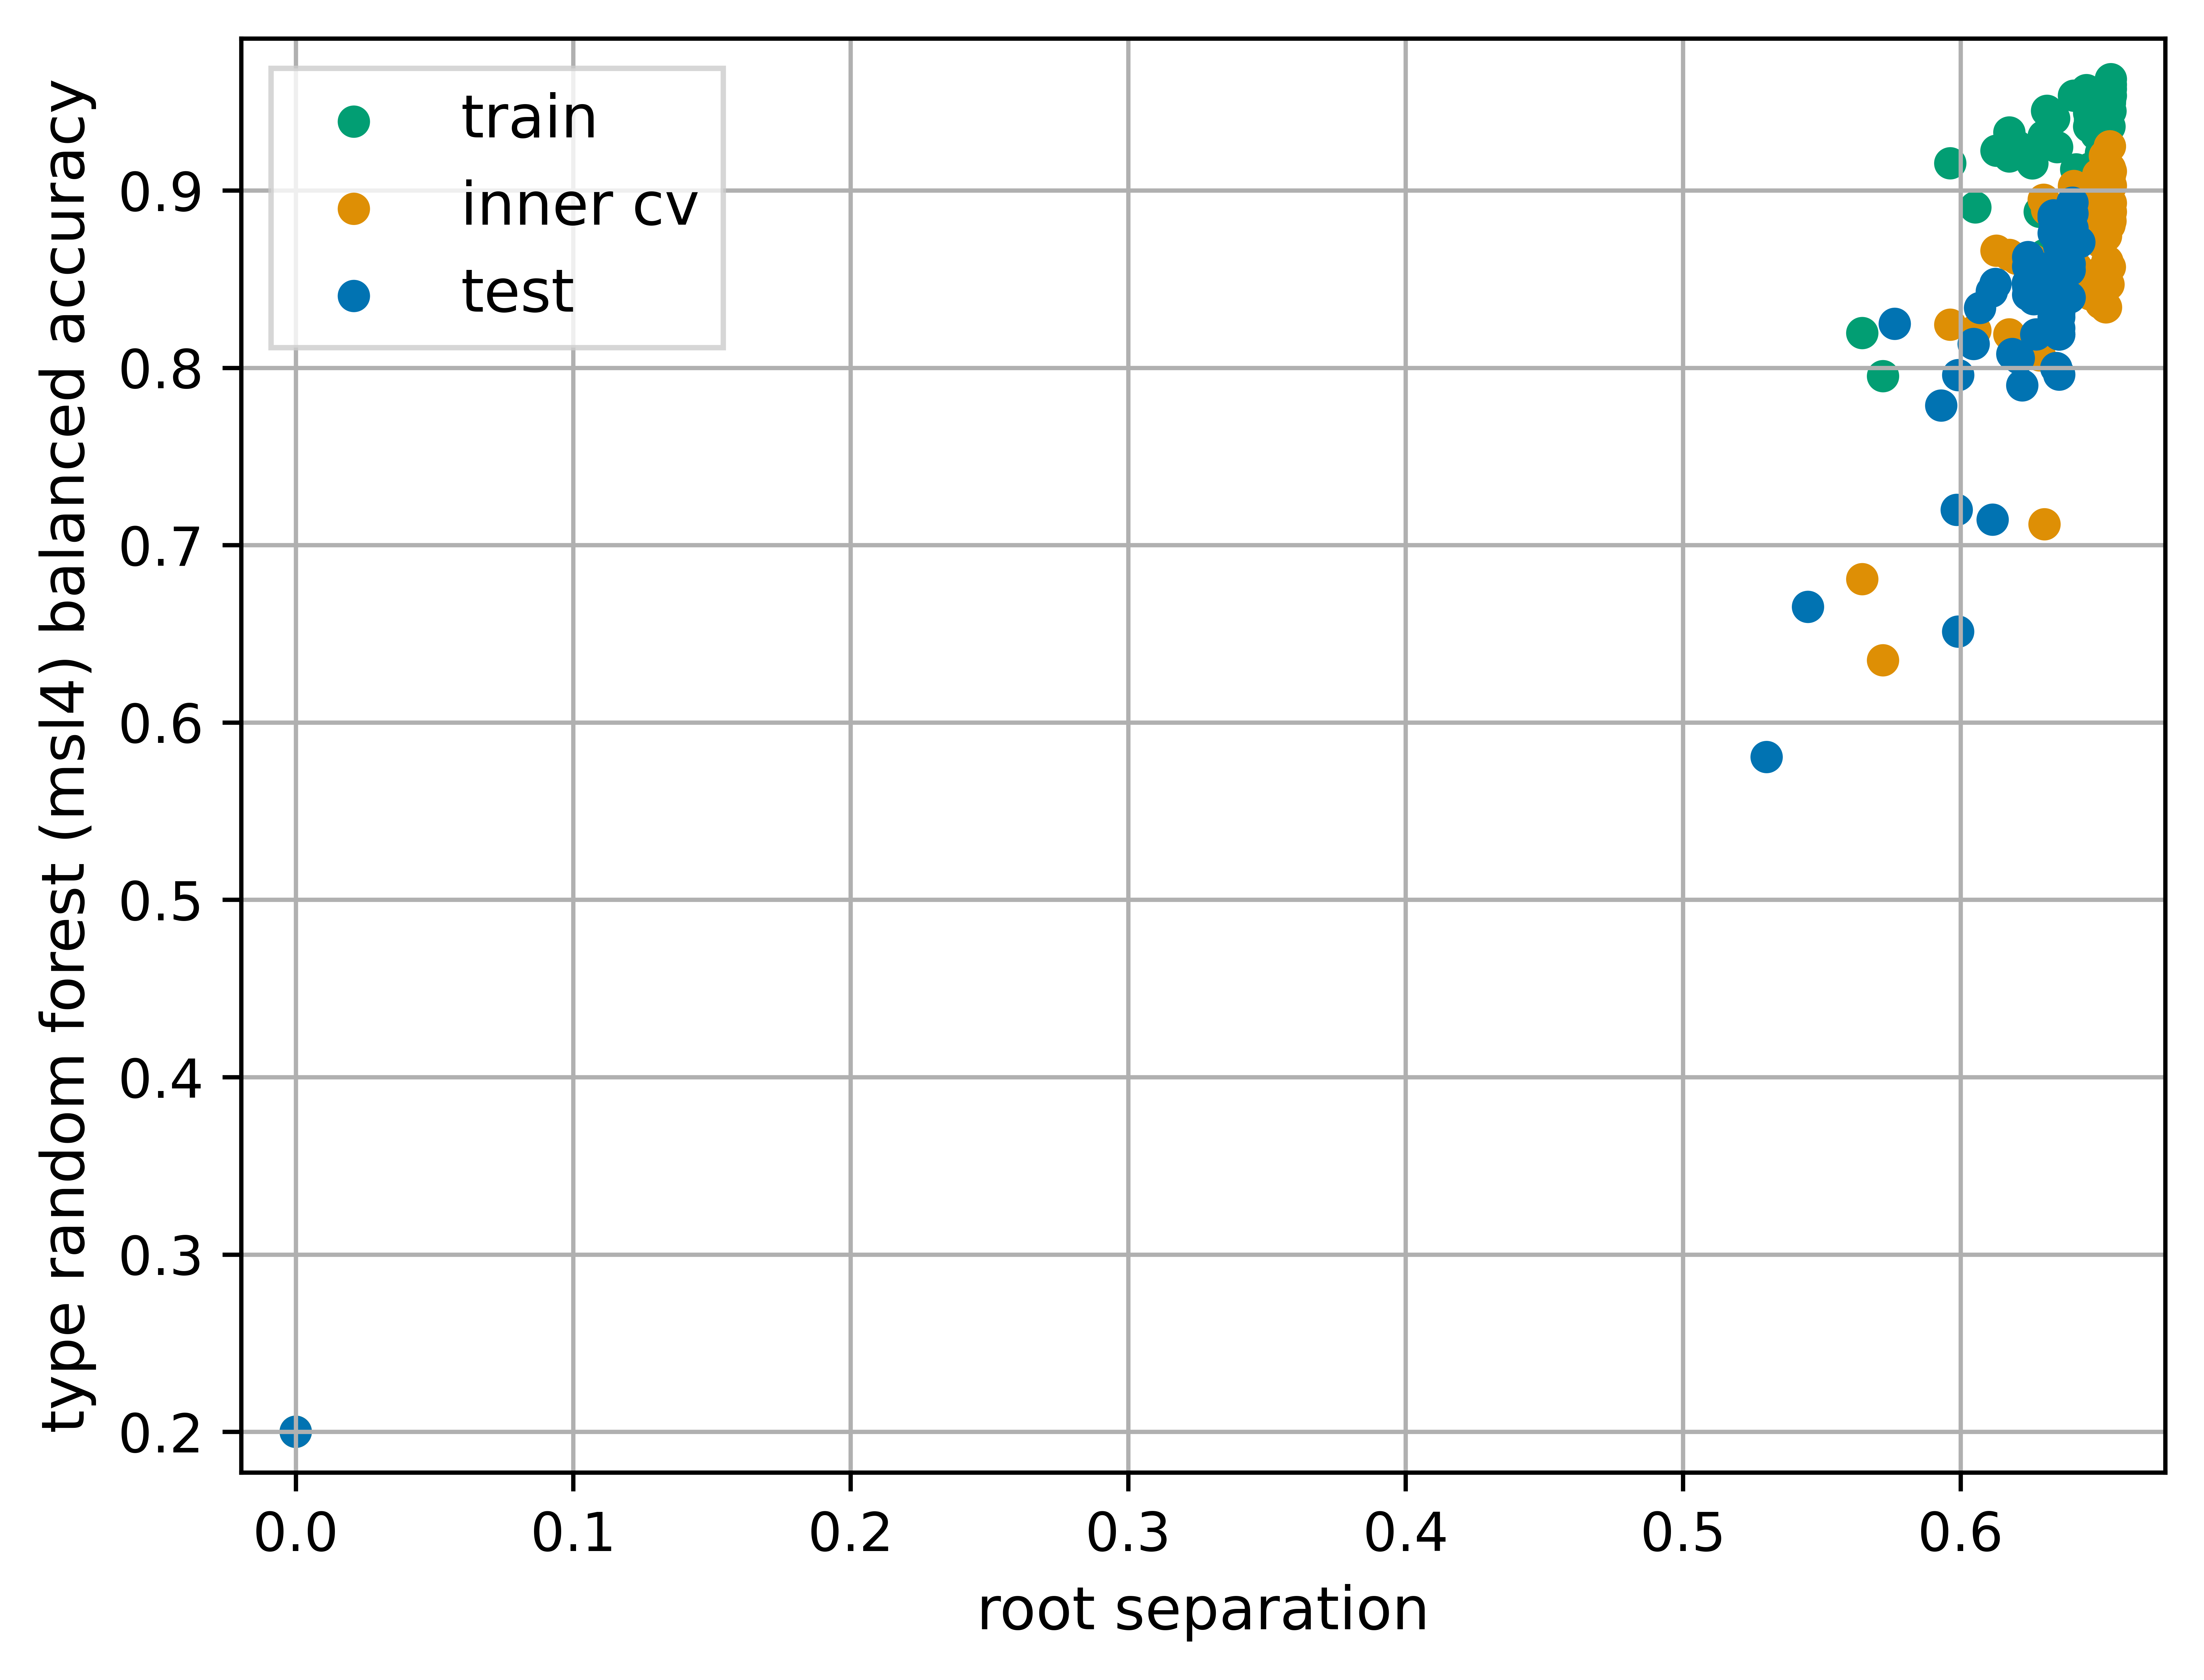 train
inner cv
test
type random forest (msl4) balanced accuracy
0.9
0.8
0.7
0.6
0.5
0.4
0.3
0.2
0.0 0.1 0.2 0.3 0.4 0.5 0.6
root separation